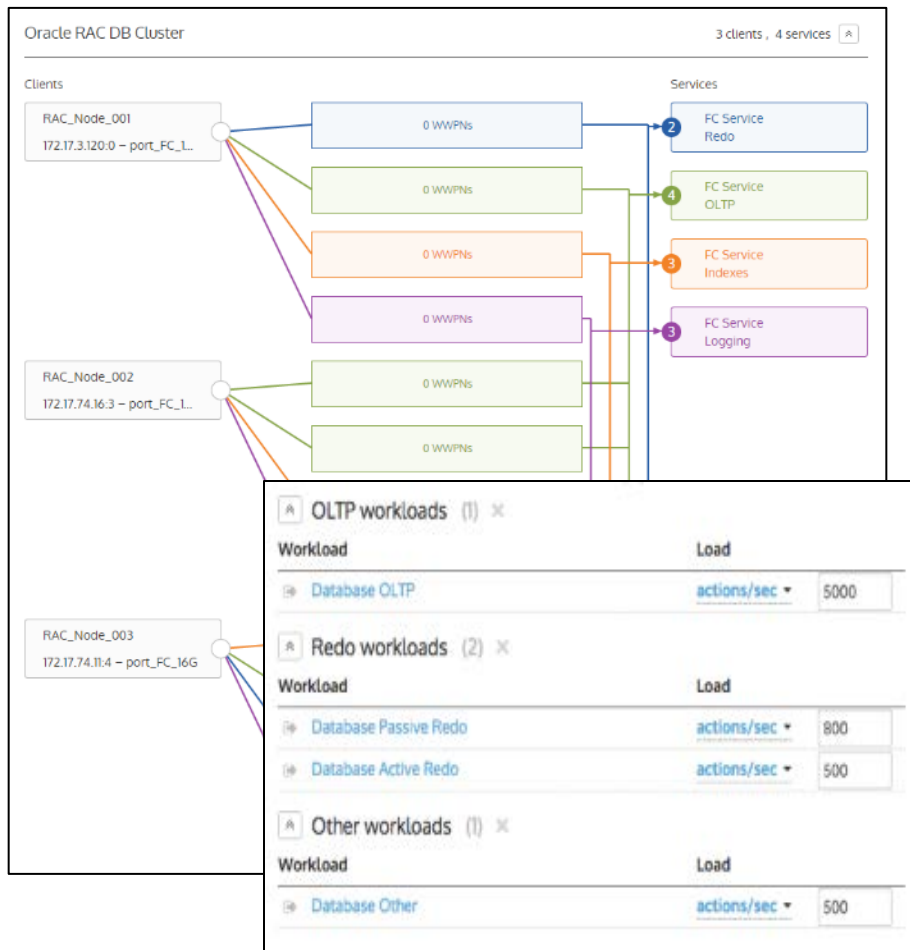 Oracle RAC DB Cluster
3 clients , 4 services
Clients
Services
RAC_Node_001
172.17.3.120:0 – port_FC_1...
0 WWPNs
2
FC Service
Redo
0 WWPNs
4
FC Service
OLTP
0 WWPNs
3
FC Service
Indexes
0 WWPNs
3
FC Service
Logging
RAC_Node_002
172.17.74.16:3 – port_FC_1...
0 WWPNs
0 WWPNs
RAC_Node_003
172.17.74.11:4 – port_FC_16G
OLTP workloads (1)
Workload Load
Database OLTP actions/sec 5000
Redo workloads (2)
Workload Load
Database Passive Redo actions/sec 800
Database Active Redo actions/sec 500
Other workloads (1)
Workload Load
Database Other actions/sec 500